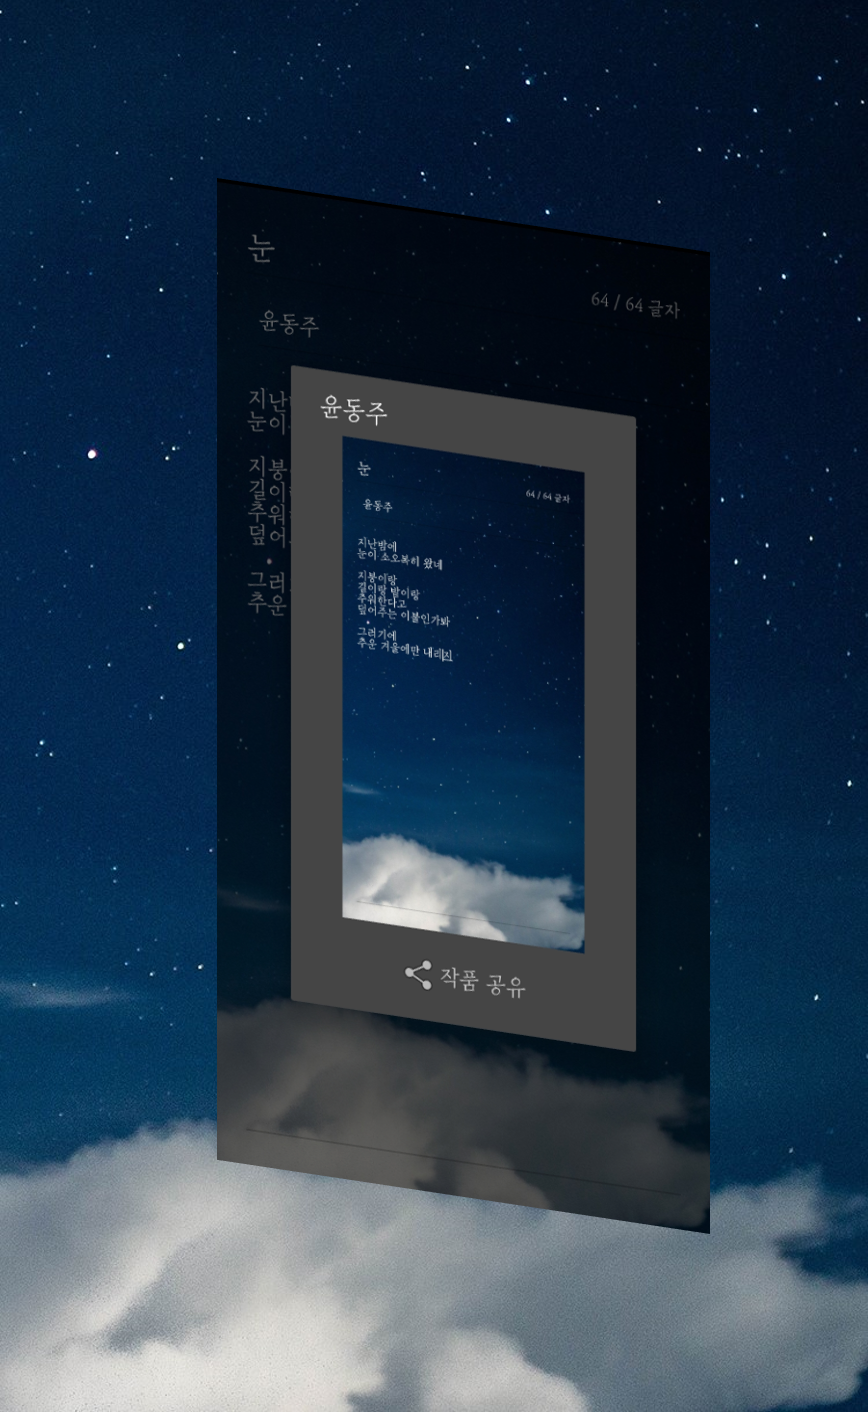 눈
64 / 64 글자
윤동주
지난
눈이
지붕
길이
추워
덮어
그러
추운
윤동주
눈
64 / 64 글자
윤동주
지난밤에
눈이 소오복히 왔네
지붕이랑
길이랑 밭이랑
추워한다고
덮어주는 이불인가봐
그러기에
추운 겨울에만 내리지
작품 공유